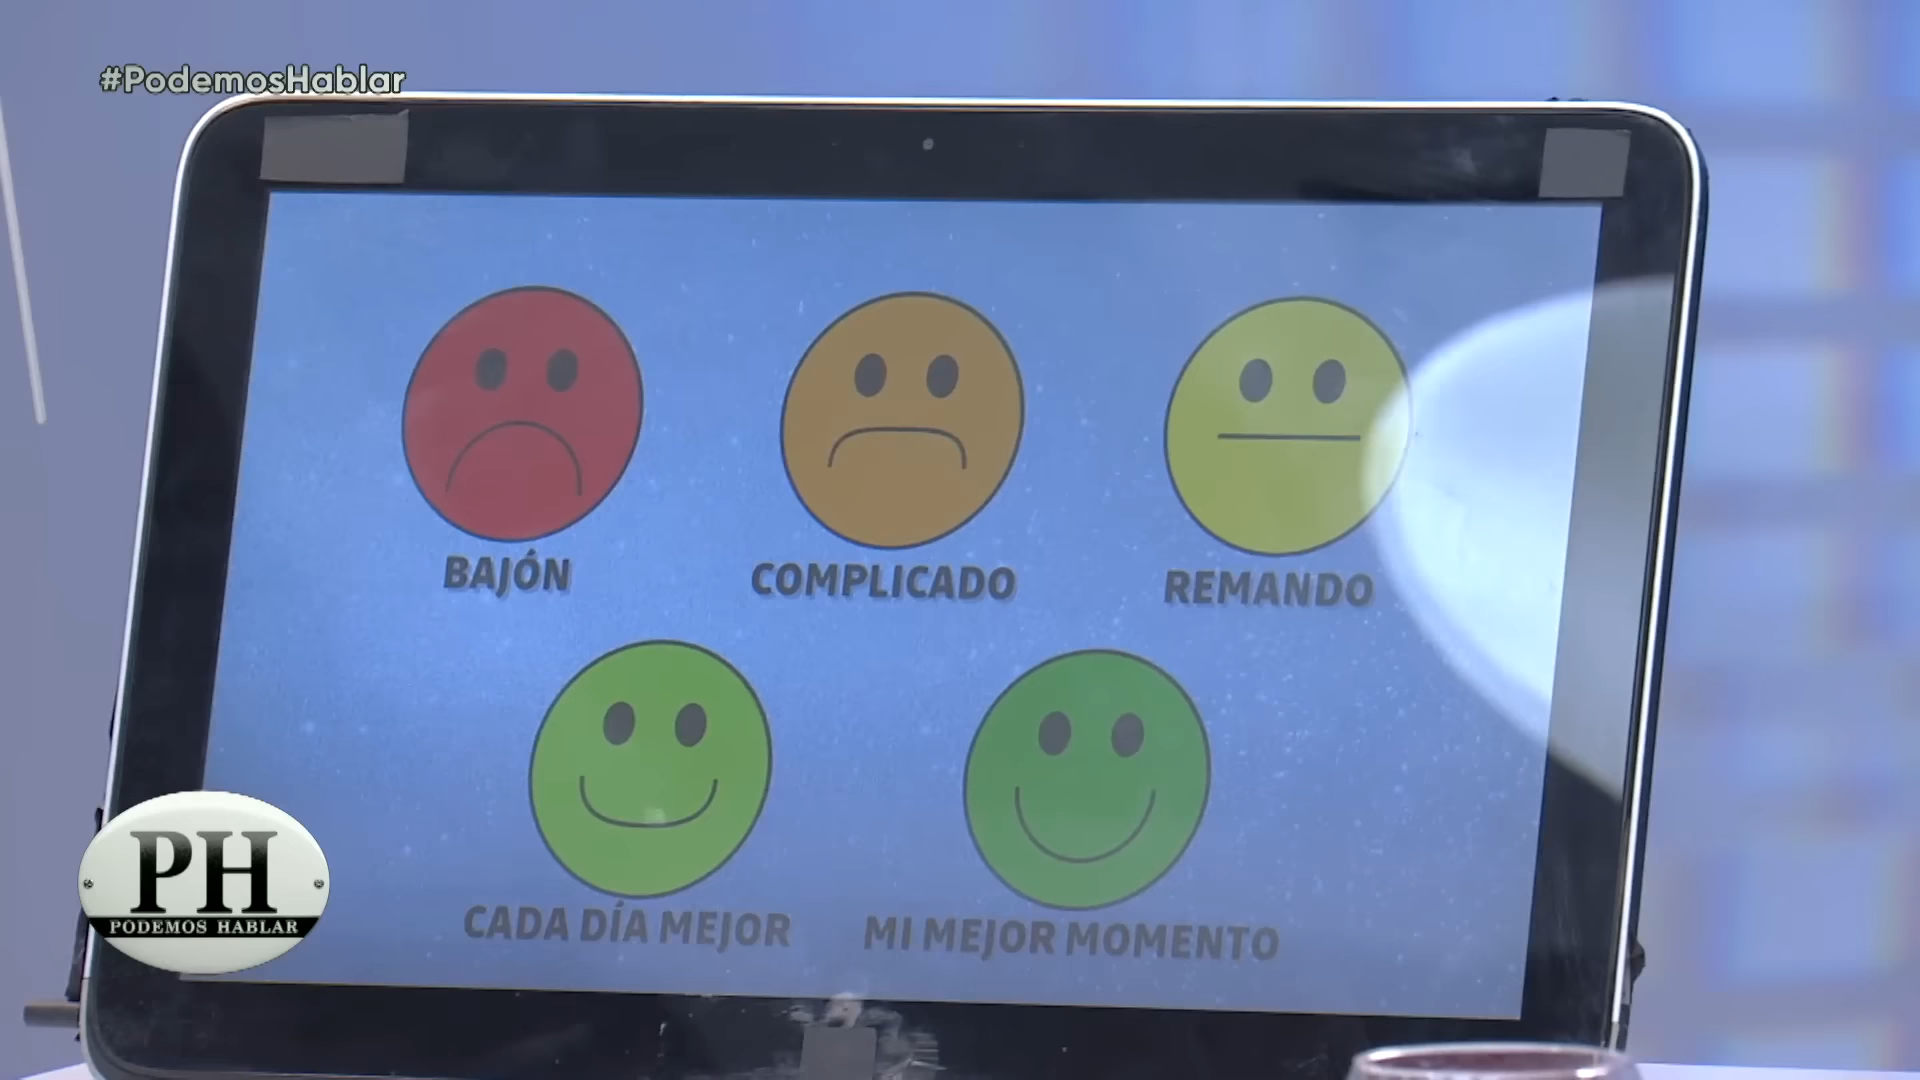 #PodemosHablar
BAJÓN
COMPLICADO
REMANDO
CADA DÍA MEJOR
MI MEJOR MOMENTO
PH
PODEMOS HABLAR